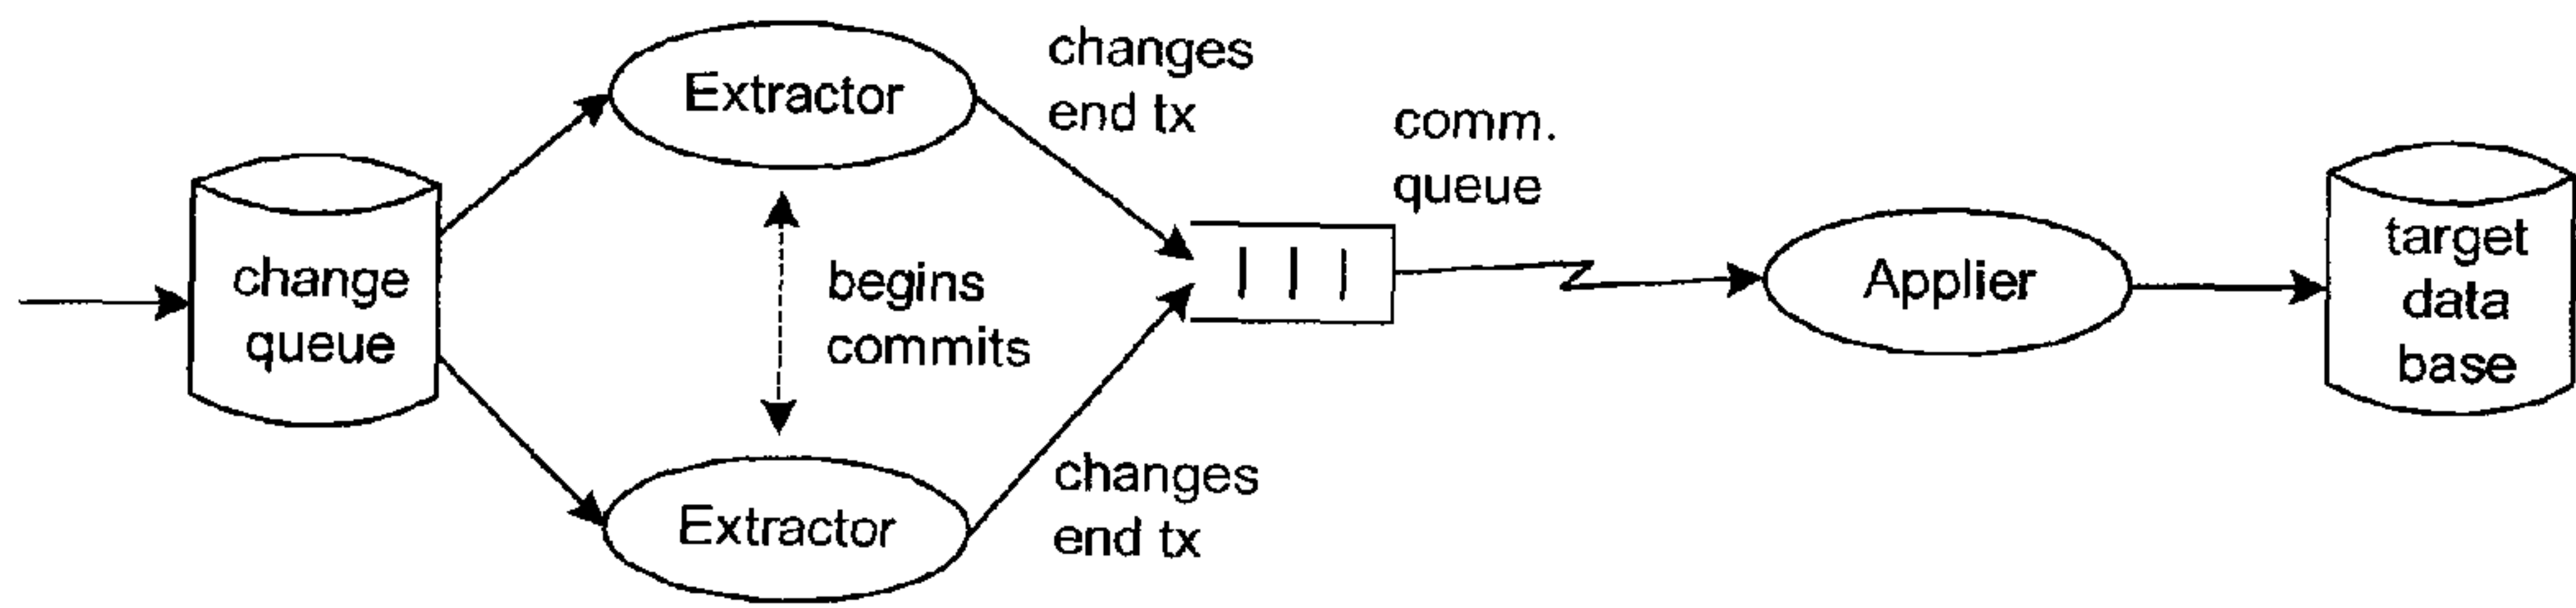 change
queue
Extractor
changes
end tx
begins
commits
Extractor
changes
end tx
comm.
queue
Applier
target
data
base